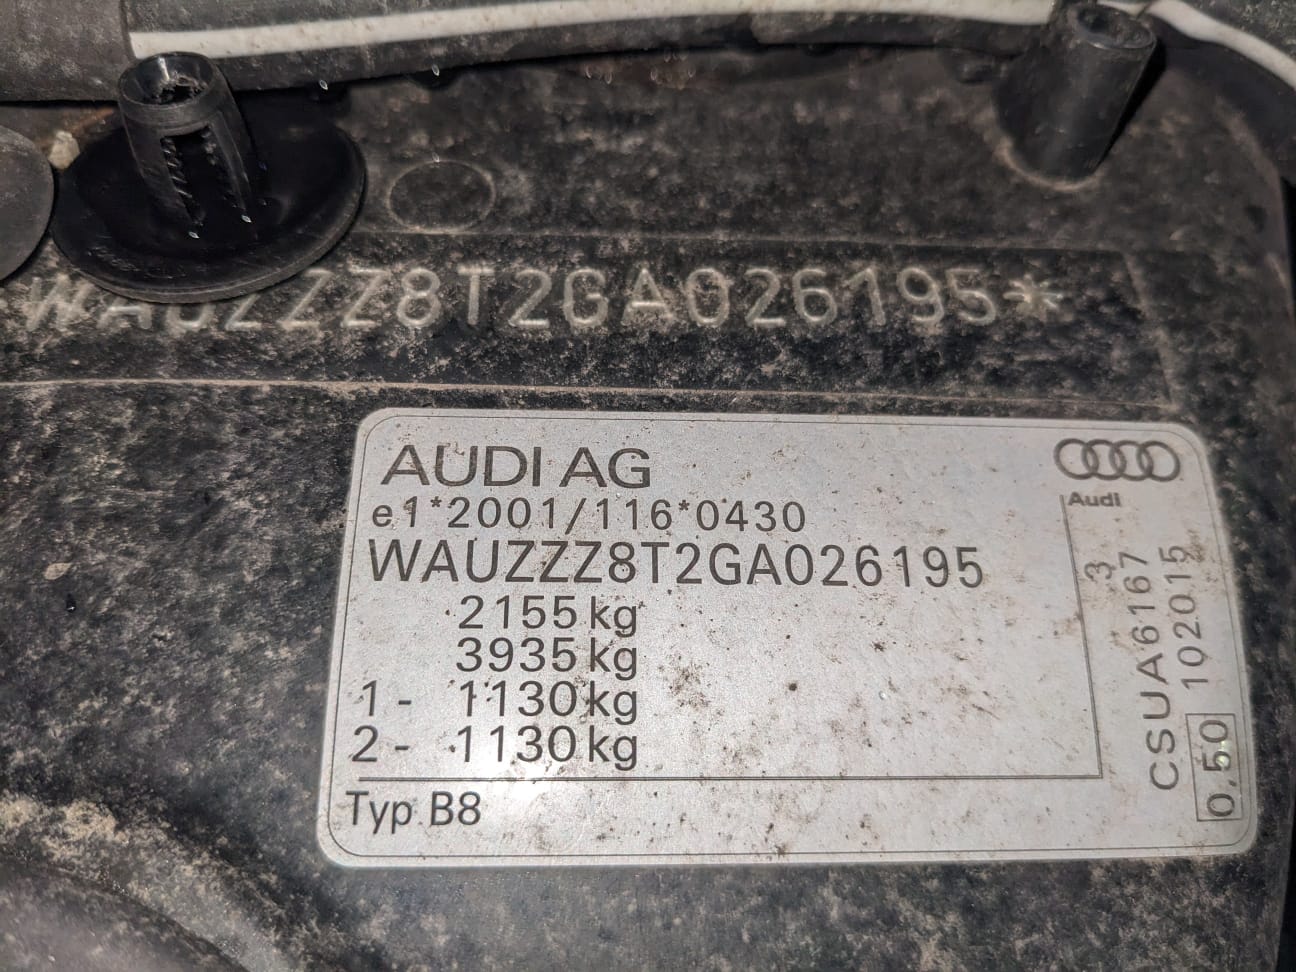 WAUZZZ8T2GA026195*
AUDI AG
Audi
e1*2001/116*0430
WAUZZZ8T2GA026195
2155 kg
3935 kg
1 - 1130 kg
2 - 1130 kg
Typ B8
3
CSUA6167
0,50 102015